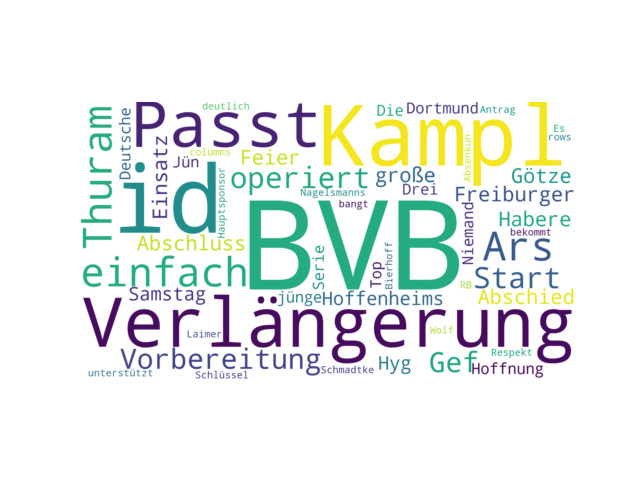 deutlich
Passt
Kampl
Die
Dortmund
Antrag
Thuram
Deutsche
Einsatz
columns
Jün
Feier
operiert
große
Drei
Absenkun
Es
rows
Götze
Freiburger
id
Hauptsponsor
Nagelsmanns
bangt
BVB
Niemand
Habere
bekommt
Abschluss
Ars
einfach
Serie
Top
Bierhoff
Start
RB
Samstag
jünge
Hoffenheims
Abschied
Verlängerung
Laimer
Wolf
Vorbereitung
Gef
Respekt
Hyg
Hoffnung
unterstützt
Schlüssel
Schmadtke